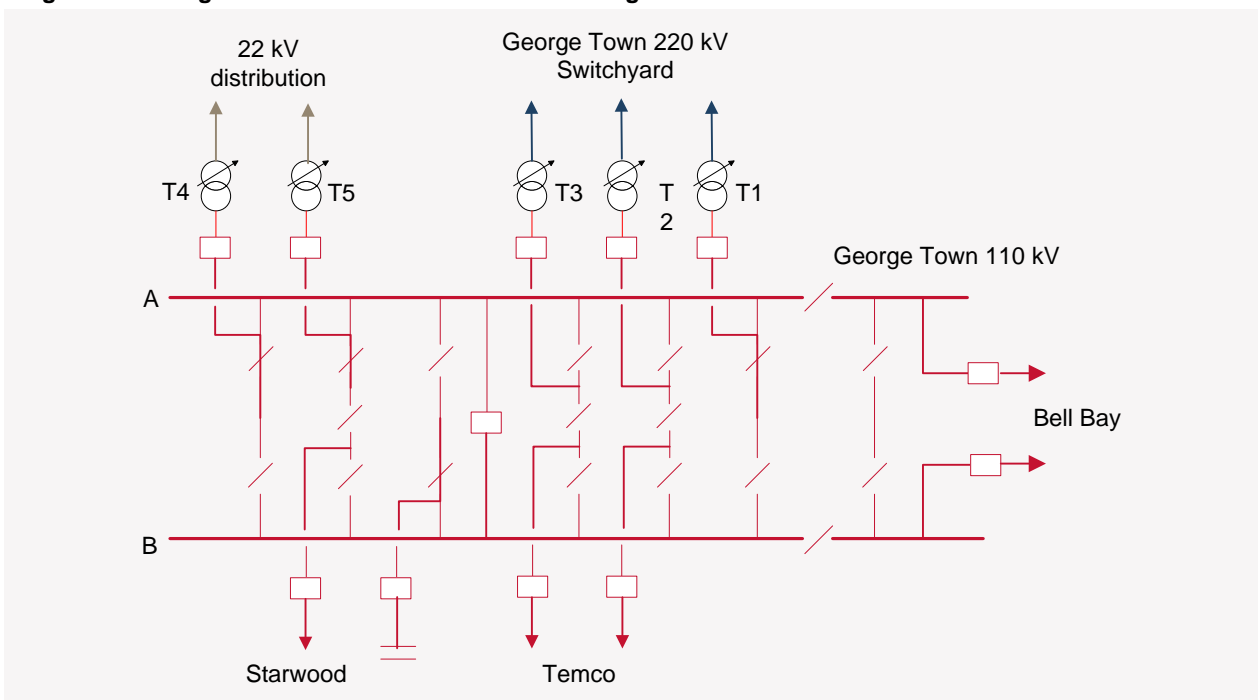 22 kV
distribution
George Town 220 kV
Switchyard
T4
T5
T3
T
2
T1
George Town 110 kV
A
Bell Bay
B
Starwood
Temco